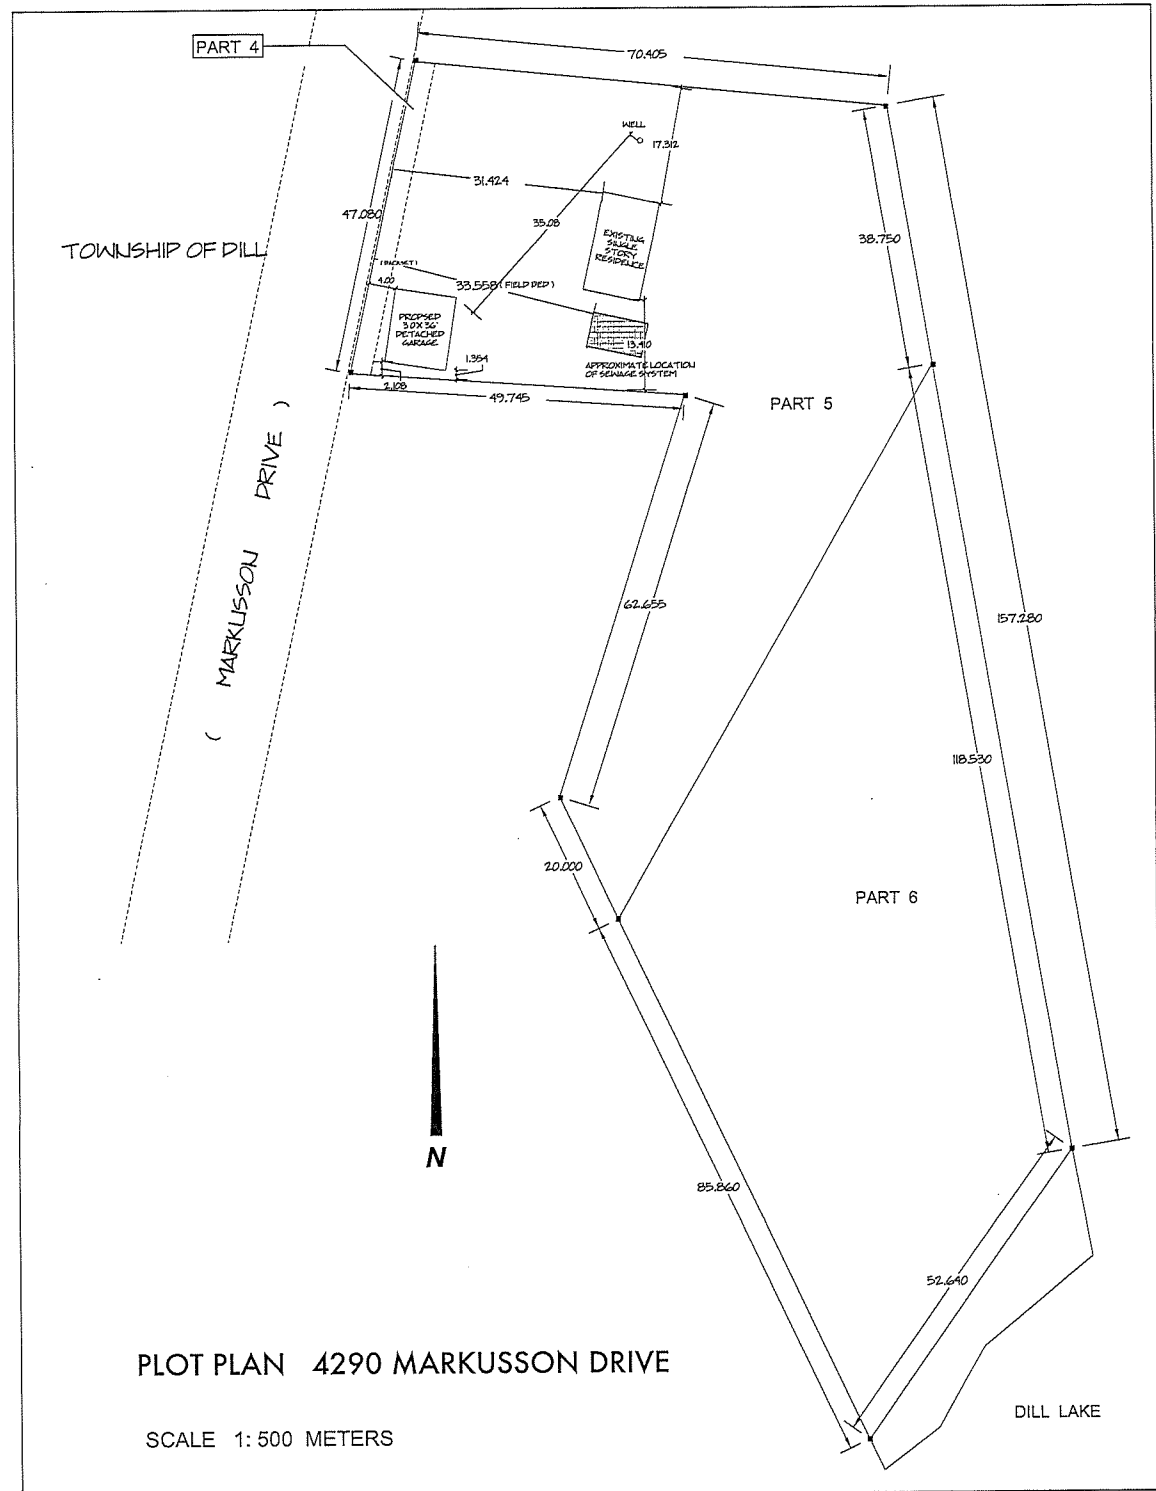 PART 4
70.405
WELL
17.312
31.424
47.080
35.08
38.750
TOWNSHIP OF DILL
EXISTING
SINGLE
STORY
RESIDENCE
4.00
33.558 ( FIELD BED )
PROPSED
30X36'
DETACHED
GARAGE
13.410
1.354
APPROXIMATE LOCATION
OF SEWAGE SYSTEM
2.108
49.745
PART 5
( MARKUSSON DRIVE )
62.655
157.280
118.530
20.000
PART 6
N
85.860
52.640
PLOT PLAN 4290 MARKUSSON DRIVE
DILL LAKE
SCALE 1: 500 METERS